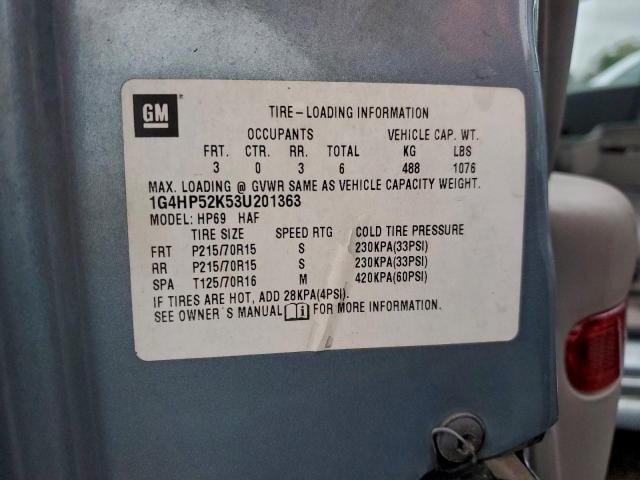 GM
TIRE-LOADING INFORMATION
OCCUPANTS VEHICLE CAP. WT.
FRT. CTR. RR. TOTAL KG LBS
3 0 3 6 488 1076
MAX. LOADING @ GVWR SAME AS VEHICLE CAPACITY WEIGHT.
1G4HP52K53U201363
MODEL: HP69 HAF
TIRE SIZE SPEED RTG COLD TIRE PRESSURE
FRT P215/70R15 S 230KPA(33PSI)
RR P215/70R15 S 230KPA(33PSI)
SPA T125/70R16 M 420KPA(60PSI)
IF TIRES ARE HOT, ADD 28KPA(4PSI).
SEE OWNER'S MANUAL i FOR MORE INFORMATION.